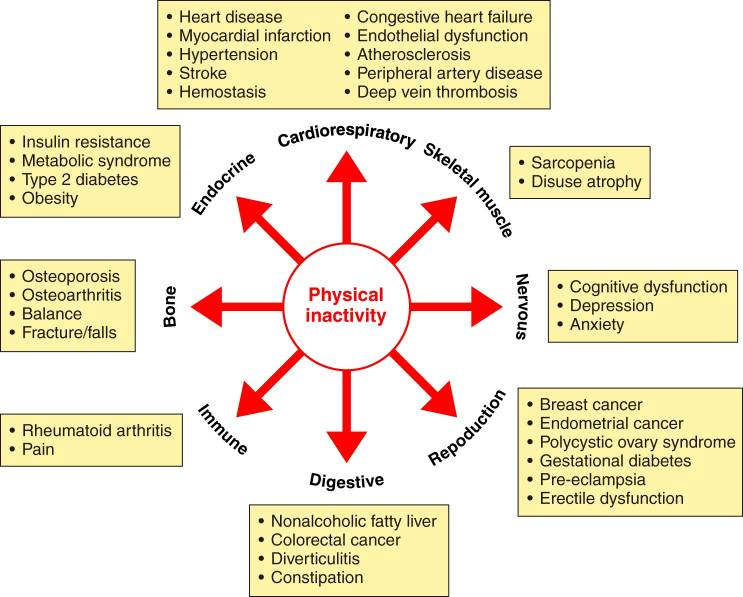 • Heart disease
• Myocardial infarction
• Hypertension
• Stroke
• Hemostasis
• Congestive heart failure
• Endothelial dysfunction
• Atherosclerosis
• Peripheral artery disease
• Deep vein thrombosis
Cardiorespiratory
Endocrine
• Insulin resistance
• Metabolic syndrome
• Type 2 diabetes
• Obesity
Skeletal muscle
• Sarcopenia
• Disuse atrophy
Physical
inactivity
Bone
• Osteoporosis
• Osteoarthritis
• Balance
• Fracture/falls
Nervous
• Cognitive dysfunction
• Depression
• Anxiety
Immune
• Rheumatoid arthritis
• Pain
Repoduction
• Breast cancer
• Endometrial cancer
• Polycystic ovary syndrome
• Gestational diabetes
• Pre-eclampsia
• Erectile dysfunction
Digestive
• Nonalcoholic fatty liver
• Colorectal cancer
• Diverticulitis
• Constipation